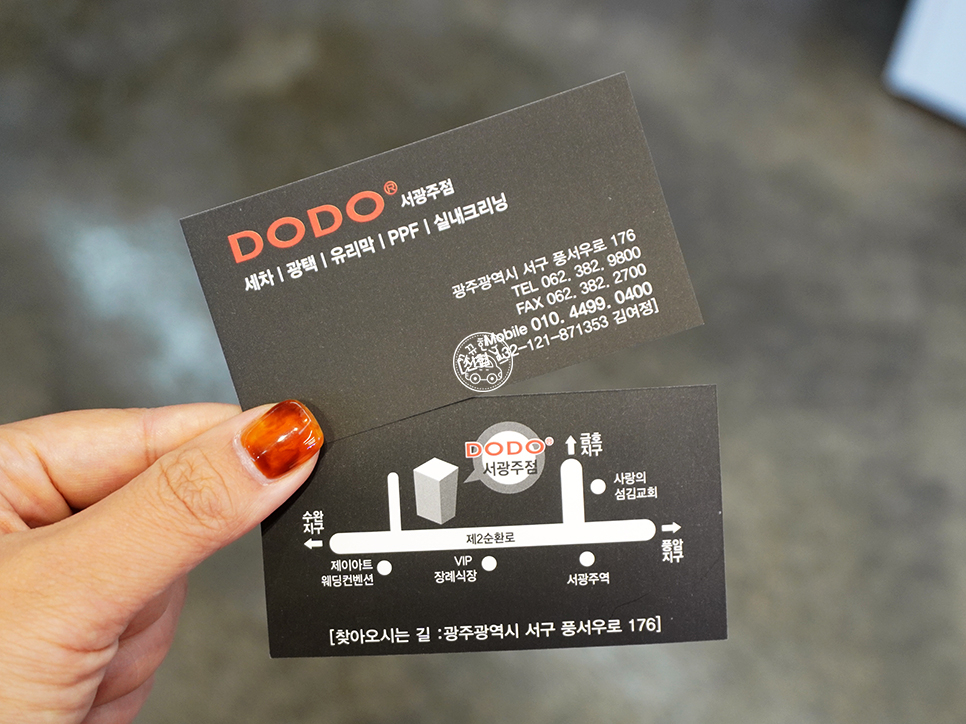 DODO® 서광주점
세차 | 광택 | 유리막 | PPF | 실내크리닝
광주광역시 서구 풍서우로 176
TEL 062. 382. 9800
FAX 062. 382. 2700
Mobile 010. 4499. 0400
[신협 132-121-871353 김여정]
DODO®
서광주점
금호
지구
사랑의
섬김교회
수완
지구
제2순환로
풍암
지구
제이아트
웨딩컨벤션
VIP
장례식장
서광주역
[찾아오시는 길 :광주광역시 서구 풍서우로 176]